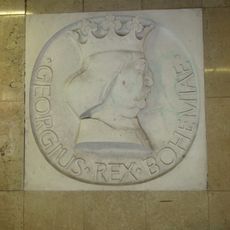 GEORGIUS · REX · BOHEMIAE